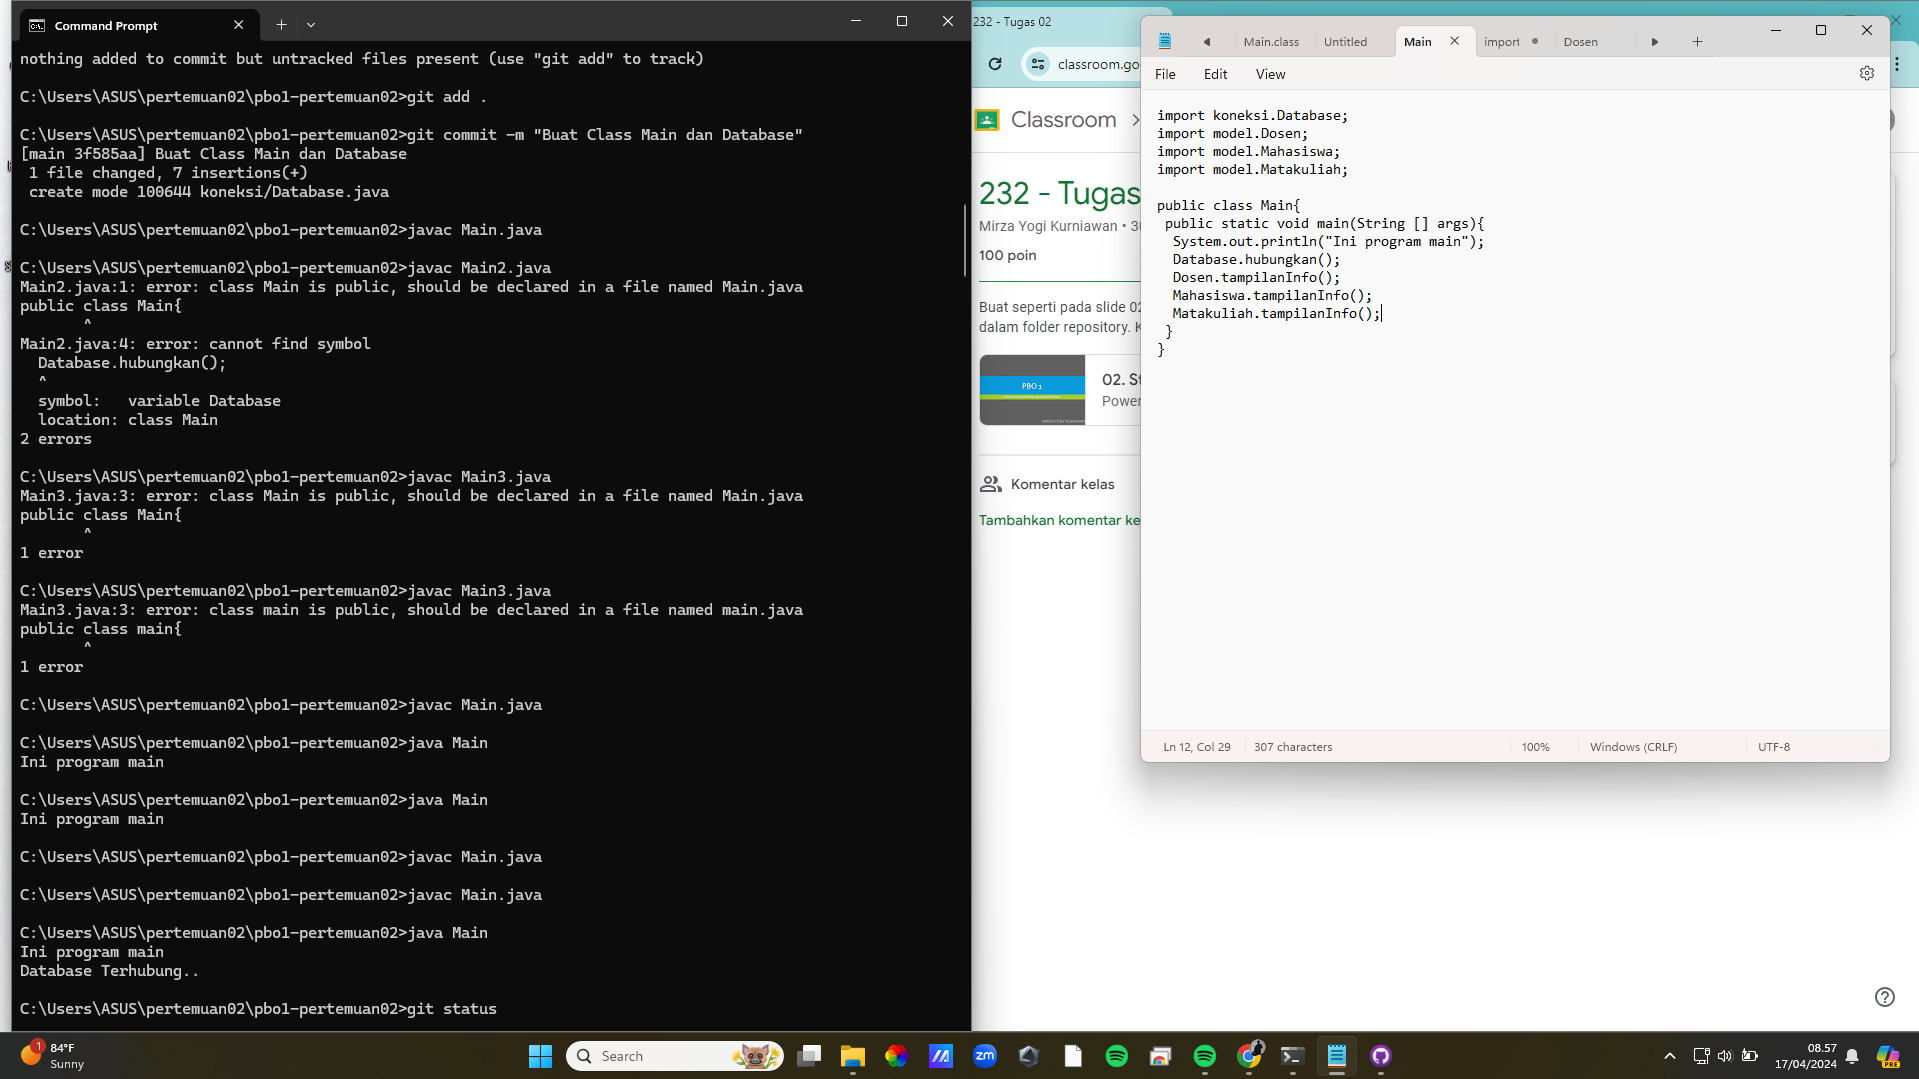 Command Prompt
nothing added to commit but untracked files present (use "git add" to track)
C:\Users\ASUS\pertemuan02\pbo1-pertemuan02>git add .
C:\Users\ASUS\pertemuan02\pbo1-pertemuan02>git commit -m "Buat Class Main dan Database"
[main 3f585aa] Buat Class Main dan Database
 1 file changed, 7 insertions(+)
 create mode 100644 koneksi/Database.java
C:\Users\ASUS\pertemuan02\pbo1-pertemuan02>javac Main.java
C:\Users\ASUS\pertemuan02\pbo1-pertemuan02>javac Main2.java
Main2.java:1: error: class Main is public, should be declared in a file named Main.java
public class Main{
       ^
Main2.java:4: error: cannot find symbol
  Database.hubungkan();
  ^
  symbol:   variable Database
  location: class Main
2 errors
C:\Users\ASUS\pertemuan02\pbo1-pertemuan02>javac Main3.java
Main3.java:3: error: class Main is public, should be declared in a file named Main.java
public class Main{
       ^
1 error
C:\Users\ASUS\pertemuan02\pbo1-pertemuan02>javac Main3.java
Main3.java:3: error: class main is public, should be declared in a file named main.java
public class main{
       ^
1 error
C:\Users\ASUS\pertemuan02\pbo1-pertemuan02>javac Main.java
C:\Users\ASUS\pertemuan02\pbo1-pertemuan02>java Main
Ini program main
C:\Users\ASUS\pertemuan02\pbo1-pertemuan02>java Main
Ini program main
C:\Users\ASUS\pertemuan02\pbo1-pertemuan02>javac Main.java
C:\Users\ASUS\pertemuan02\pbo1-pertemuan02>javac Main.java
C:\Users\ASUS\pertemuan02\pbo1-pertemuan02>java Main
Ini program main
Database Terhubung..
C:\Users\ASUS\pertemuan02\pbo1-pertemuan02>git status
232 - Tugas 02
classroom.go
Classroom
232 - Tugas
Mirza Yogi Kurniawan • 30
100 poin
Buat seperti pada slide 02
dalam folder repository. K
PBO 1
MIRZA YOGI KURNIAWAN
02. St
Power
Komentar kelas
Tambahkan komentar ke
Main.class Untitled Main import Dosen
File Edit View
import koneksi.Database;
import model.Dosen;
import model.Mahasiswa;
import model.Matakuliah;
public class Main{
 public static void main(String [] args){
  System.out.println("Ini program main");
  Database.hubungkan();
  Dosen.tampilanInfo();
  Mahasiswa.tampilanInfo();
  Matakuliah.tampilanInfo();
 }
}
Ln 12, Col 29 307 characters 100% Windows (CRLF) UTF-8
1
84°F
Sunny
Search
zm
08.57
17/04/2024
PRE